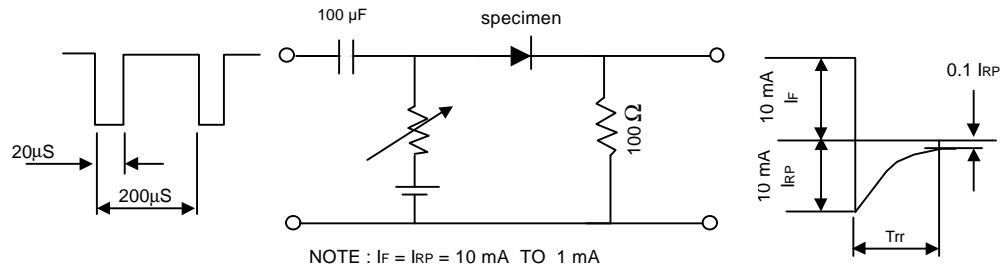 100 μF
specimen
20μS
200μS
100 Ω
10 mA
IF
10 mA
IRP
0.1 IRP
Trr
NOTE : IF = IRP = 10 mA TO 1 mA